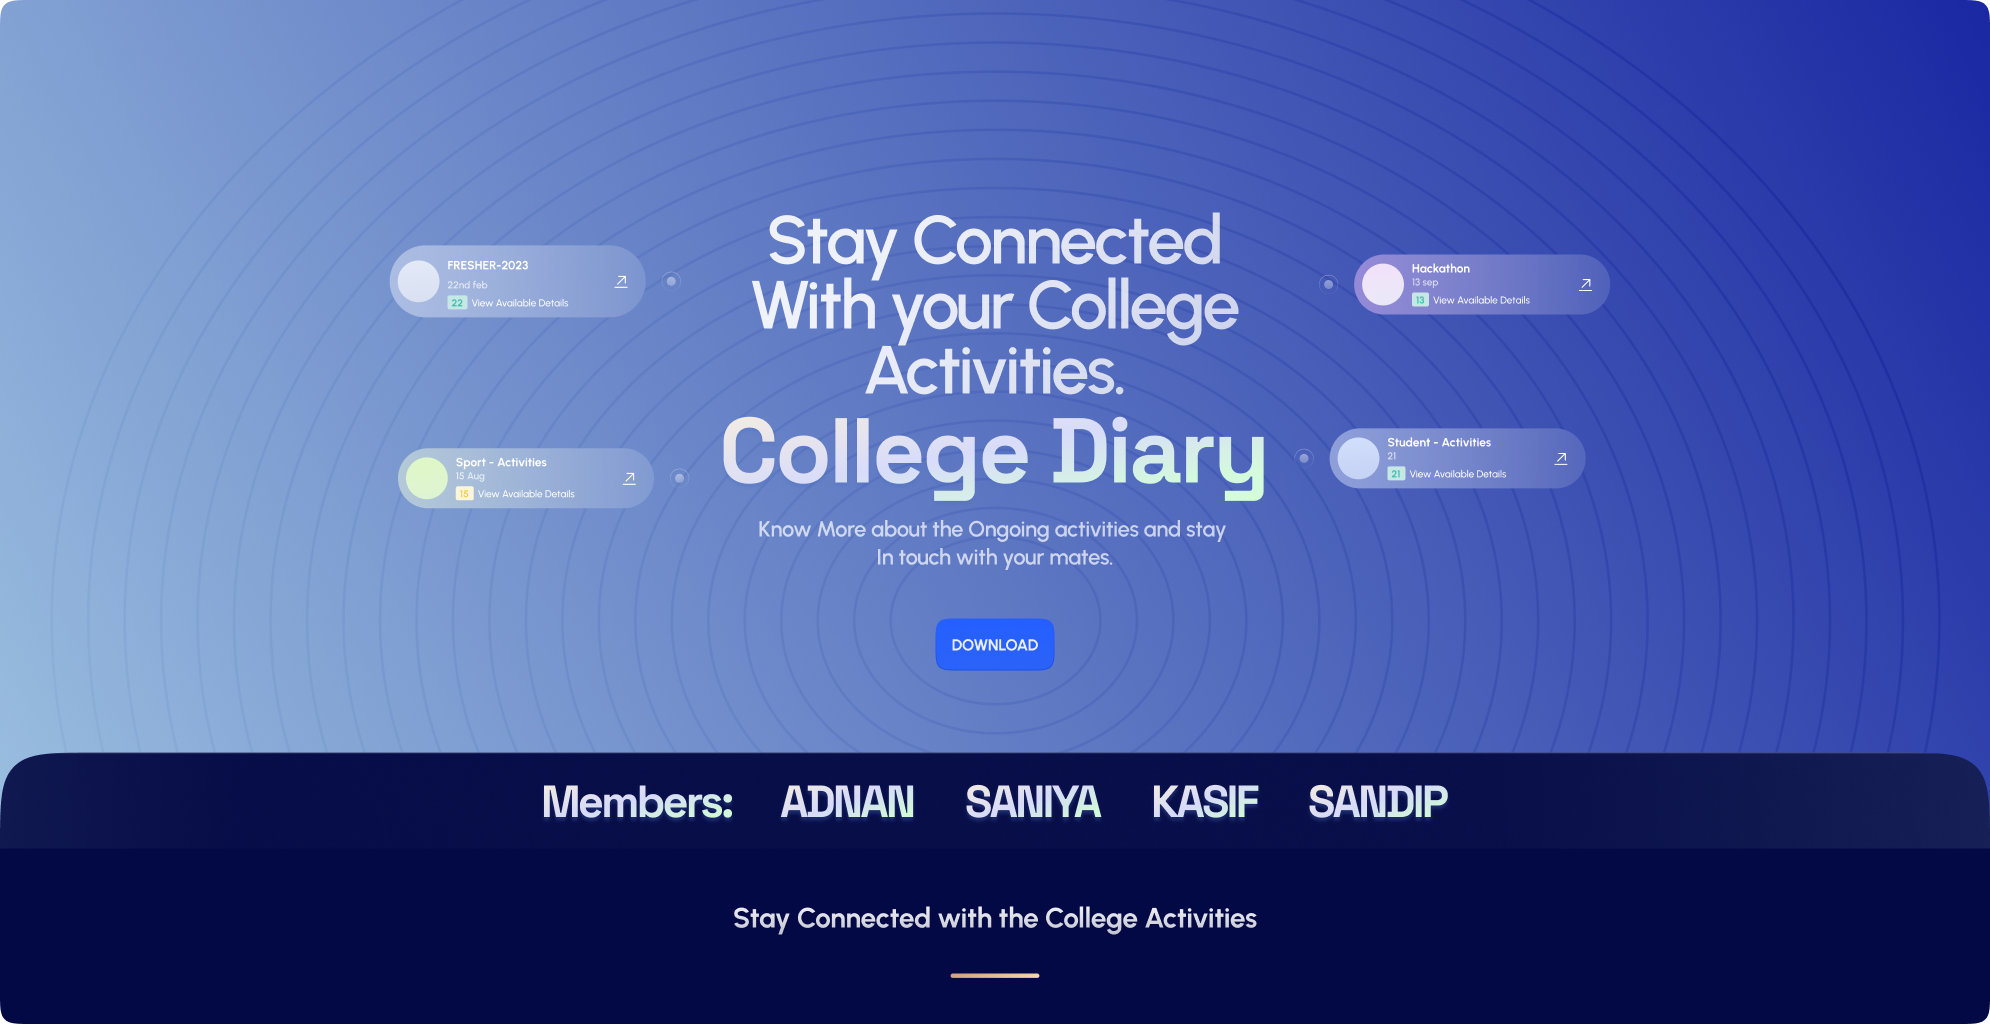 Stay Connected
With your College
Activities.
College Diary
Know More about the Ongoing activities and stay
In touch with your mates.
DOWNLOAD
FRESHER-2023
22nd feb
22 View Available Details
Sport - Activities
15 Aug
15 View Available Details
Hackathon
13 sep
13 View Available Details
Student - Activities
21
21 View Available Details
Members: ADNAN SANIYA KASIF SANDIP
Stay Connected with the College Activities